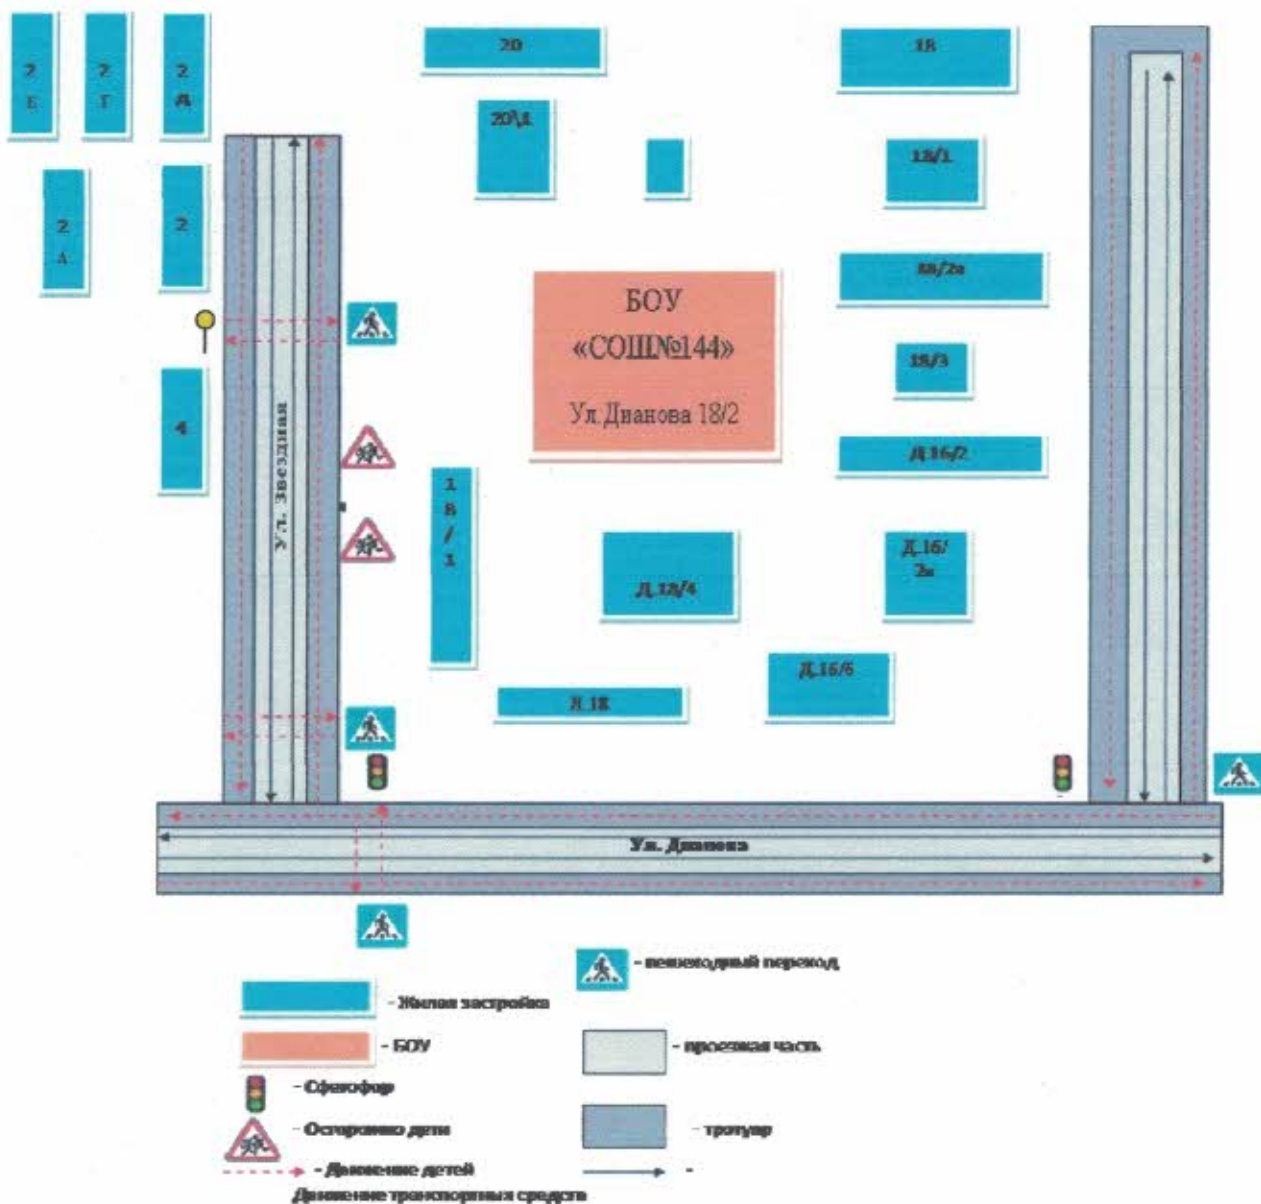 2
Б
2
Г
2
Д
20
18
20\1
18/1
2
А
2
18/2а
БОУ
«СОШ№144»
Ул. Дианова 18/2
18/3
4
Ул. Звездная
Д.16/2
1
8
/
1
Д.18/4
Д.16/
2а
Д.16/6
Д.18
Ул. Дианова
- пешеходный переход
- Жилая застройка
- БОУ
- проезжая часть
- Осторожно дети
- тротуар
- Движение детей
-
Движение транспортных средств